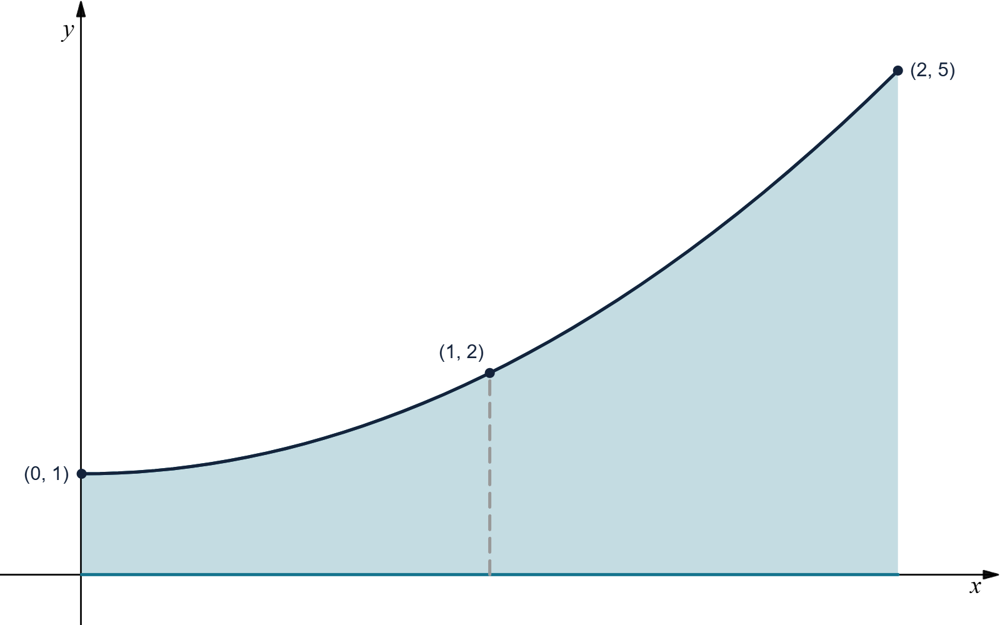 y
(2, 5)
(1, 2)
(0, 1)
x